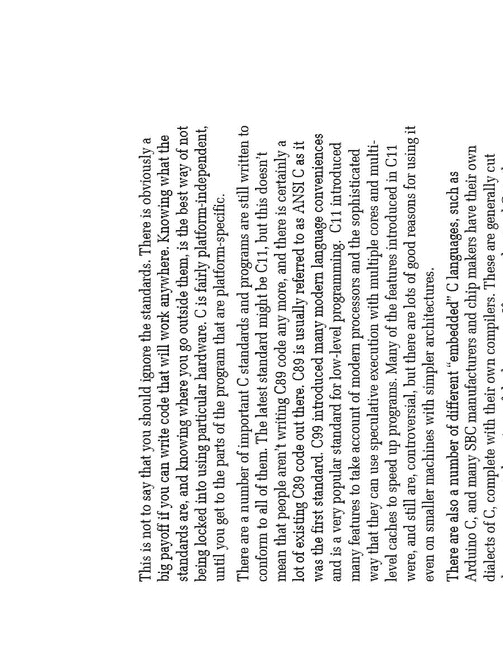 This is not to say that you should ignore the standards. There is obviously a
big payoff if you can write code that will work anywhere. Knowing what the
standards are, and knowing where you go outside them, is the best way of not
being locked into using particular hardware. C is fairly platform-independent,
until you get to the parts of the program that are platform-specific.
There are a number of important C standards and programs are still written to
conform to all of them. The latest standard might be C11, but this doesn't
mean that people aren't writing C89 code any more, and there is certainly a
lot of existing C89 code out there. C89 is usually referred to as ANSI C as it
was the first standard. C99 introduced many modern language conveniences
and is a very popular standard for low-level programming. C11 introduced
many features to take account of modern processors and the sophisticated
way that they can use speculative execution with multiple cores and multi-
level caches to speed up programs. Many of the features introduced in C11
were, and still are, controversial, but there are lots of good reasons for using it
even on smaller machines with simpler architectures.
There are also a number of different "embedded" C languages, such as
Arduino C, and many SBC manufacturers and chip makers have their own
dialects of C, complete with their own compilers. These are generally cut